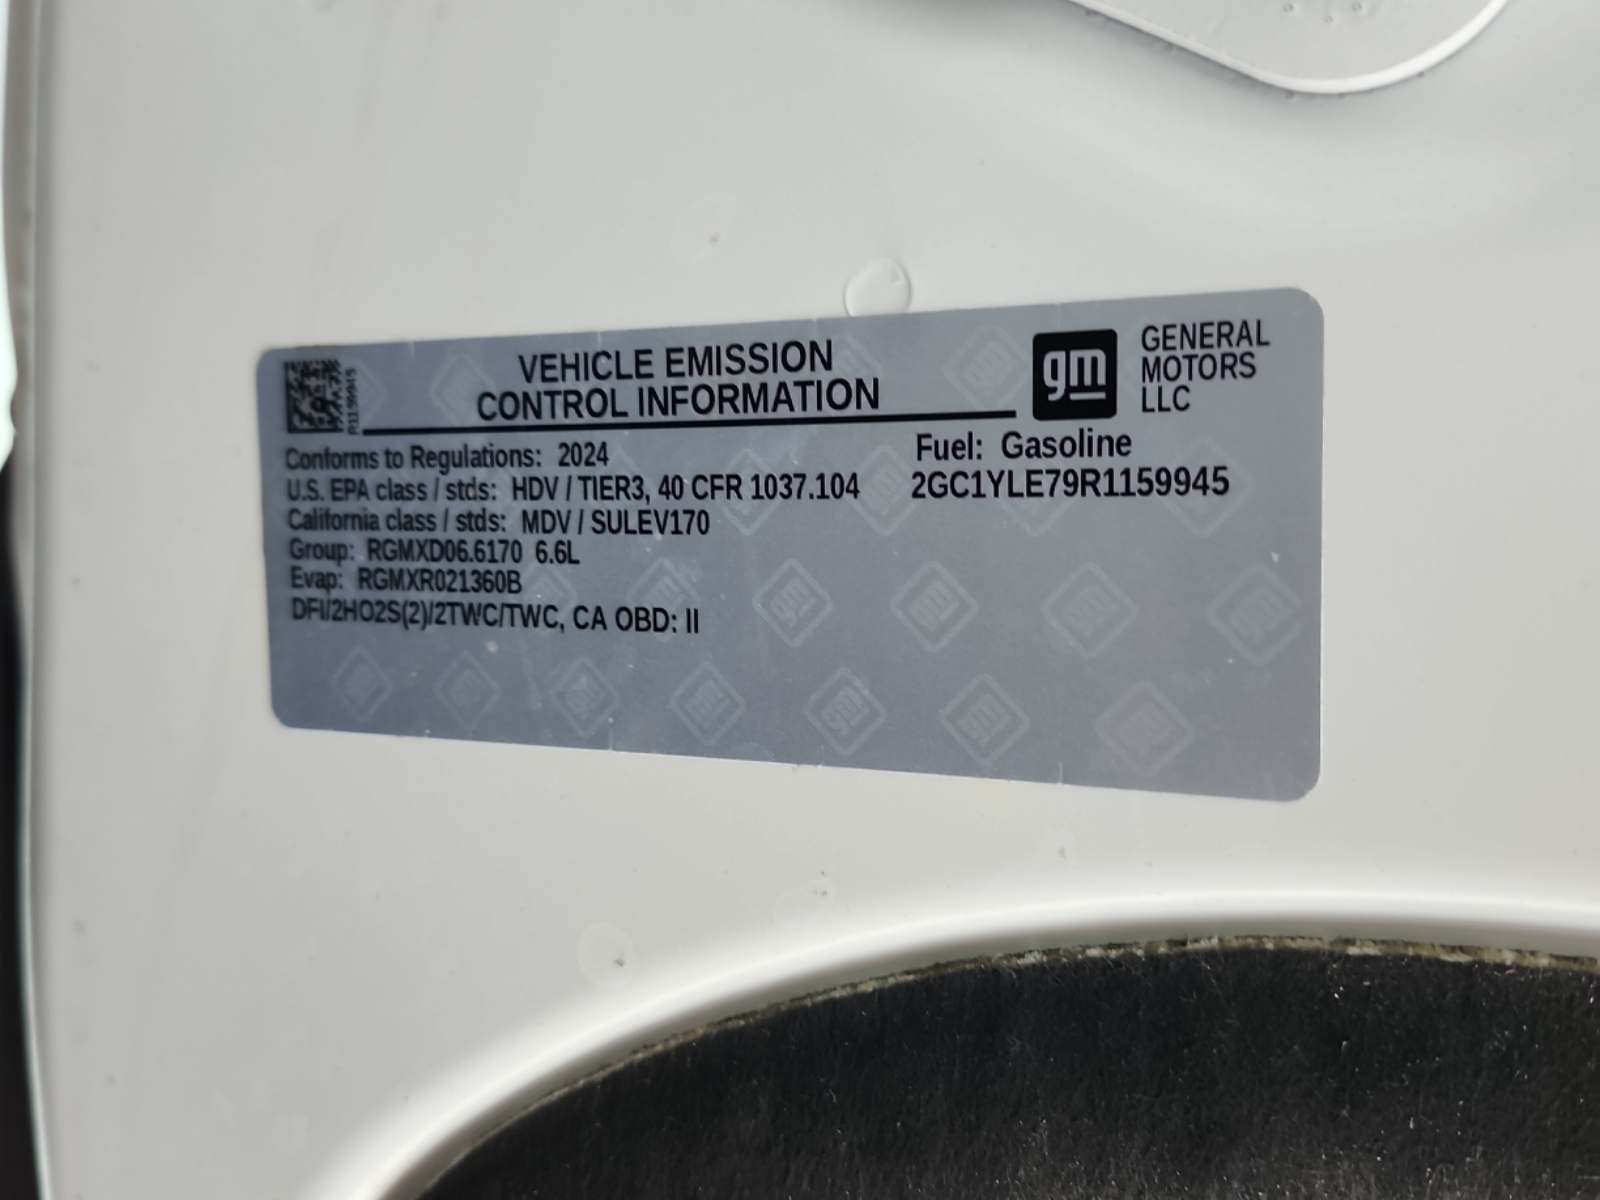 VEHICLE EMISSION
CONTROL INFORMATION
gm
GENERAL
MOTORS
LLC
R1159945
Conforms to Regulations: 2024
Fuel: Gasoline
U.S. EPA class / stds: HDV / TIER3, 40 CFR 1037.104
2GC1YLE79R1159945
California class / stds: MDV / SULEV170
Group: RGMXD06.6170 6.6L
Evap: RGMXR021360B
DFI/2HO2S(2)/2TWC/TWC, CA OBD: II